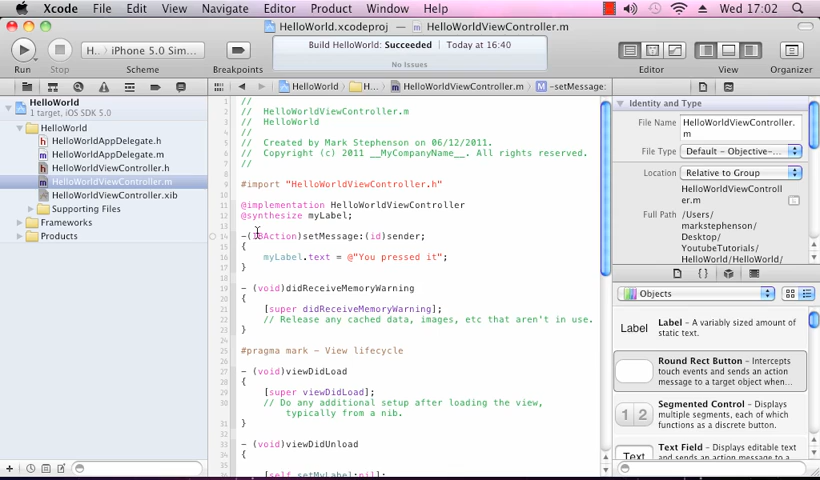 Xcode File Edit View Navigate Editor Product Window Help Wed 17:02
HelloWorld.xcodeproj — HelloWorldViewController.m
Run Stop
H... iPhone 5.0 Sim...
Scheme
Breakpoints
Build HelloWorld: Succeeded Today at 16:40
No Issues
Editor View Organizer
HelloWorld H... HelloWorldViewController.m M -setMessage:
HelloWorld
1 target, iOS SDK 5.0
HelloWorld
h HelloWorldAppDelegate.h
m HelloWorldAppDelegate.m
h HelloWorldViewController.h
m HelloWorldViewController.m
HelloWorldViewController.xib
Supporting Files
Frameworks
Products
//
//  HelloWorldViewController.m
//  HelloWorld
//
//  Created by Mark Stephenson on 06/12/2011.
//  Copyright (c) 2011 __MyCompanyName__. All rights reserved.
//
#import "HelloWorldViewController.h"
@implementation HelloWorldViewController
@synthesize myLabel;
-(IBAction)setMessage:(id)sender;
{
myLabel.text = @"You pressed it";
}
- (void)didReceiveMemoryWarning
{
[super didReceiveMemoryWarning];
// Release any cached data, images, etc that aren't in use.
}
#pragma mark - View lifecycle
- (void)viewDidLoad
{
[super viewDidLoad];
// Do any additional setup after loading the view,
typically from a nib.
}
- (void)viewDidUnload
{
[self setMyLabel:nil];
Identity and Type
File Name HelloWorldViewController.
m
File Type Default - Objective-...
Location Relative to Group
HelloWorldViewControll
er.m
Full Path /Users/
markstephenson/
Desktop/
YoutubeTutorials/
HelloWorld/HelloWorld/
Objects
Label
Label - A variable sized amount of
static text.
Round Rect Button - Intercepts
touch events and sends an action
message to a target object when...
1 2
Segmented Control - Displays
multiple segments, each of which
functions as a discrete button.
Text
Text Field - Displays editable text
and sends an action message to a